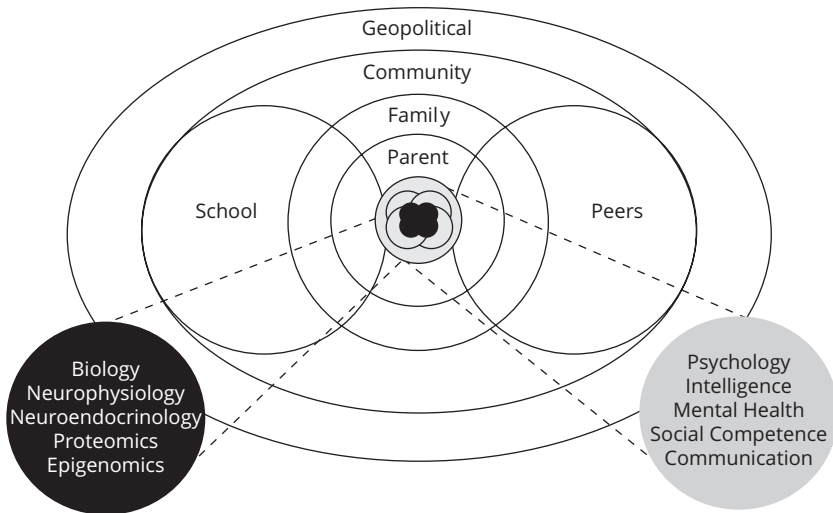 Geopolitical
Community
Family
Parent
School
Peers
Biology
Neurophysiology
Neuroendocrinology
Proteomics
Epigenomics
Psychology
Intelligence
Mental Health
Social Competence
Communication